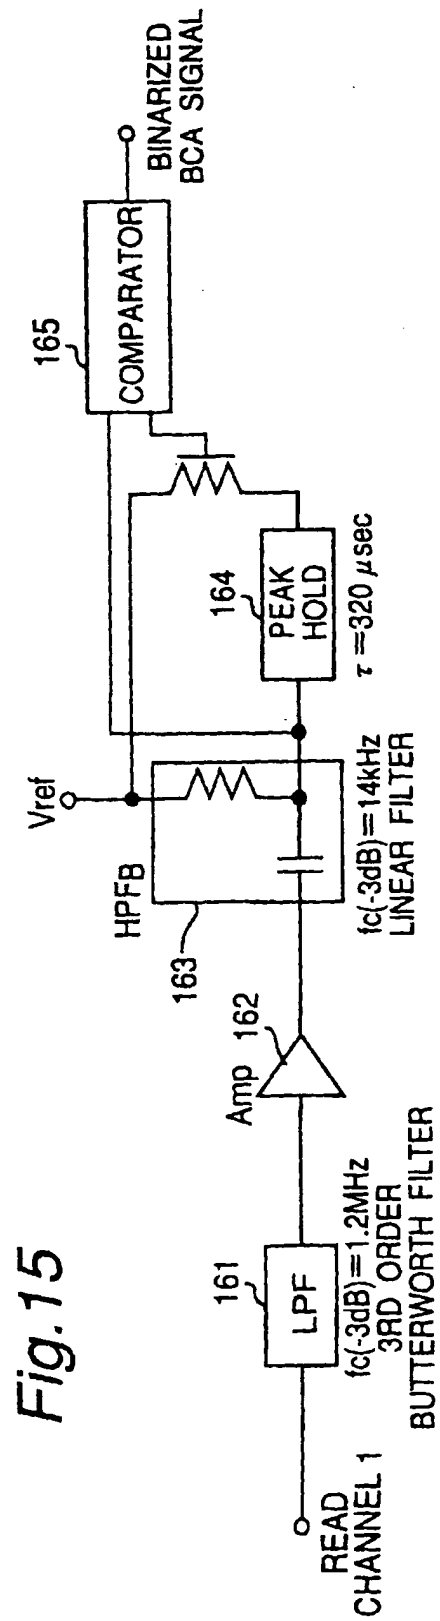 Fig.15
READ
CHANNEL 1
161
LPF
fc(-3dB)=1.2MHz
3RD ORDER
BUTTERWORTH FILTER
Amp
162
163
HPFB
Vref
fc(-3dB)=14kHz
LINEAR FILTER
164
PEAK
HOLD
τ=320 μsec
165
COMPARATOR
BINARIZED
BCA SIGNAL